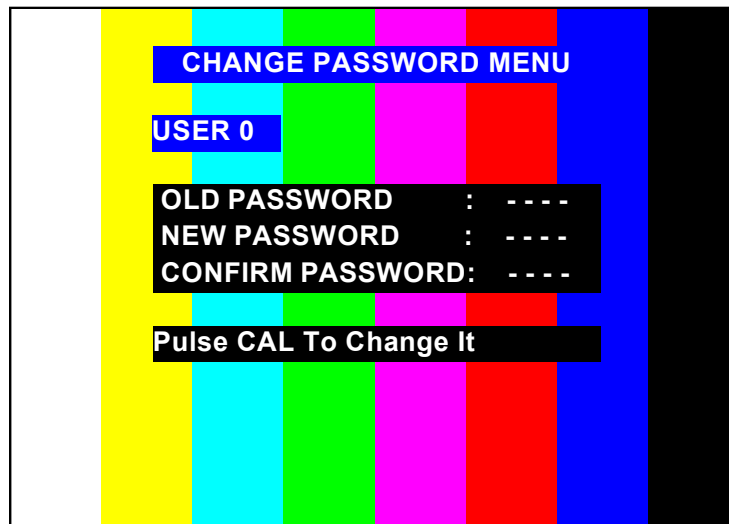 CHANGE PASSWORD MENU
USER 0
OLD PASSWORD : - - - -
NEW PASSWORD : - - - -
CONFIRM PASSWORD: - - - -
Pulse CAL To Change It